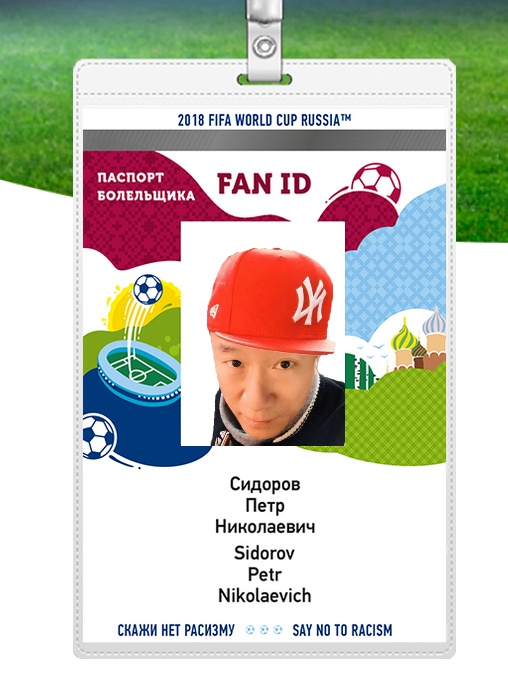 2018 FIFA WORLD CUP RUSSIA™
ПАСПОРТ
БОЛЕЛЬЩИКА
FAN ID
NY
Сидоров
Петр
Николаевич
Sidorov
Petr
Nikolaevich
СКАЖИ НЕТ РАСИЗМУ SAY NO TO RACISM